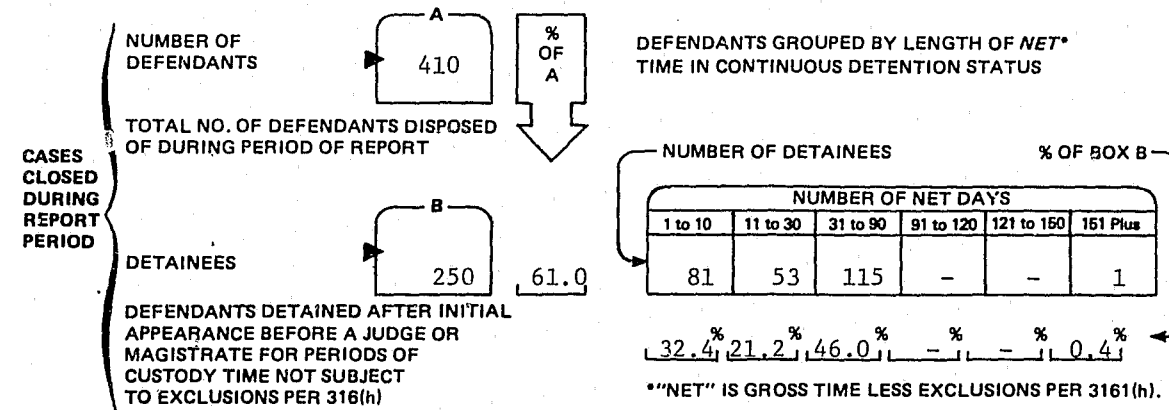 CASES
CLOSED
DURING
REPORT
PERIOD
NUMBER OF
DEFENDANTS
A
410
%
OF
A
TOTAL NO. OF DEFENDANTS DISPOSED
OF DURING PERIOD OF REPORT
DETAINEES
B
250
61.0
DEFENDANTS DETAINED AFTER INITIAL
APPEARANCE BEFORE A JUDGE OR
MAGISTRATE FOR PERIODS OF
CUSTODY TIME NOT SUBJECT
TO EXCLUSIONS PER 316(h)
DEFENDANTS GROUPED BY LENGTH OF NET*
TIME IN CONTINUOUS DETENTION STATUS
NUMBER OF DETAINEES % OF BOX B
NUMBER OF NET DAYS
1 to 10 11 to 30 31 to 90 91 to 120 121 to 150 151 Plus
81 53 115 – – 1
32.4% 21.2% 46.0% – % – % 0.4%
*"NET" IS GROSS TIME LESS EXCLUSIONS PER 3161(h).